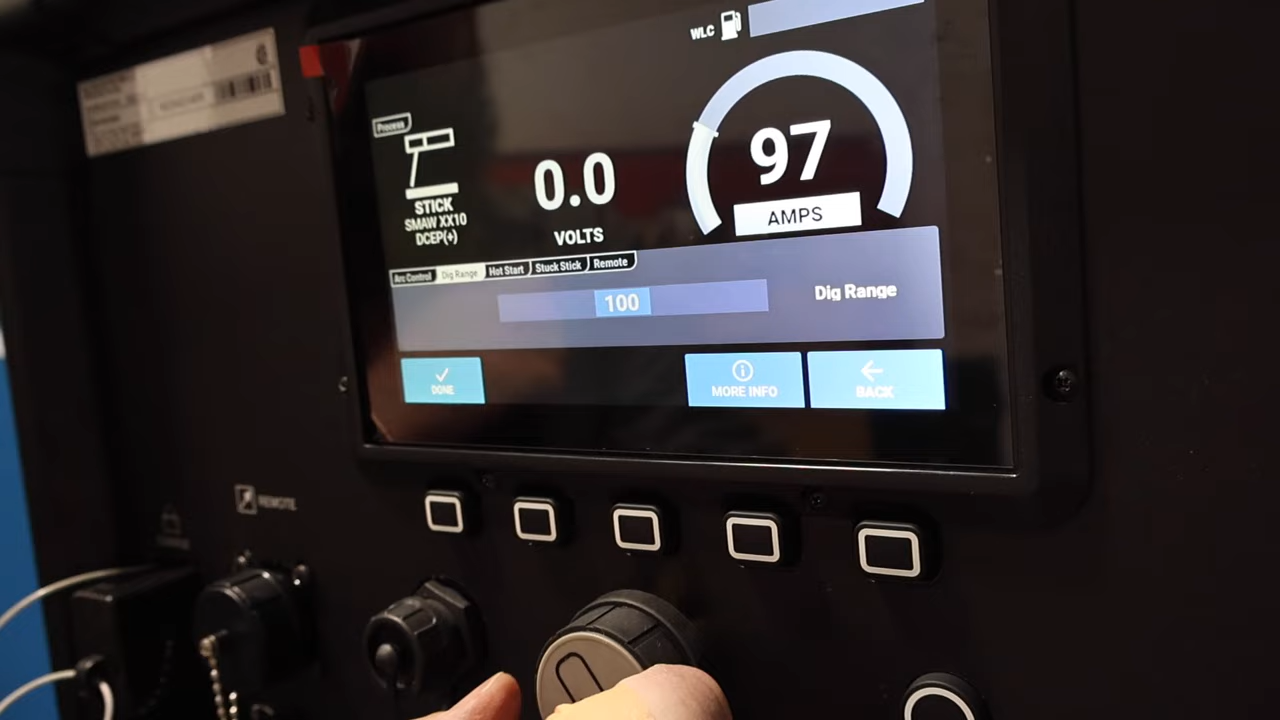 WLC
Process
97
0.0
STICK
AMPS
SMAW XX10
DCEP(+)
VOLTS
Arc Control Dig Range Hot Start Stuck Stick Remote
100
Dig Range
DONE
MORE INFO
BACK
REMOTE